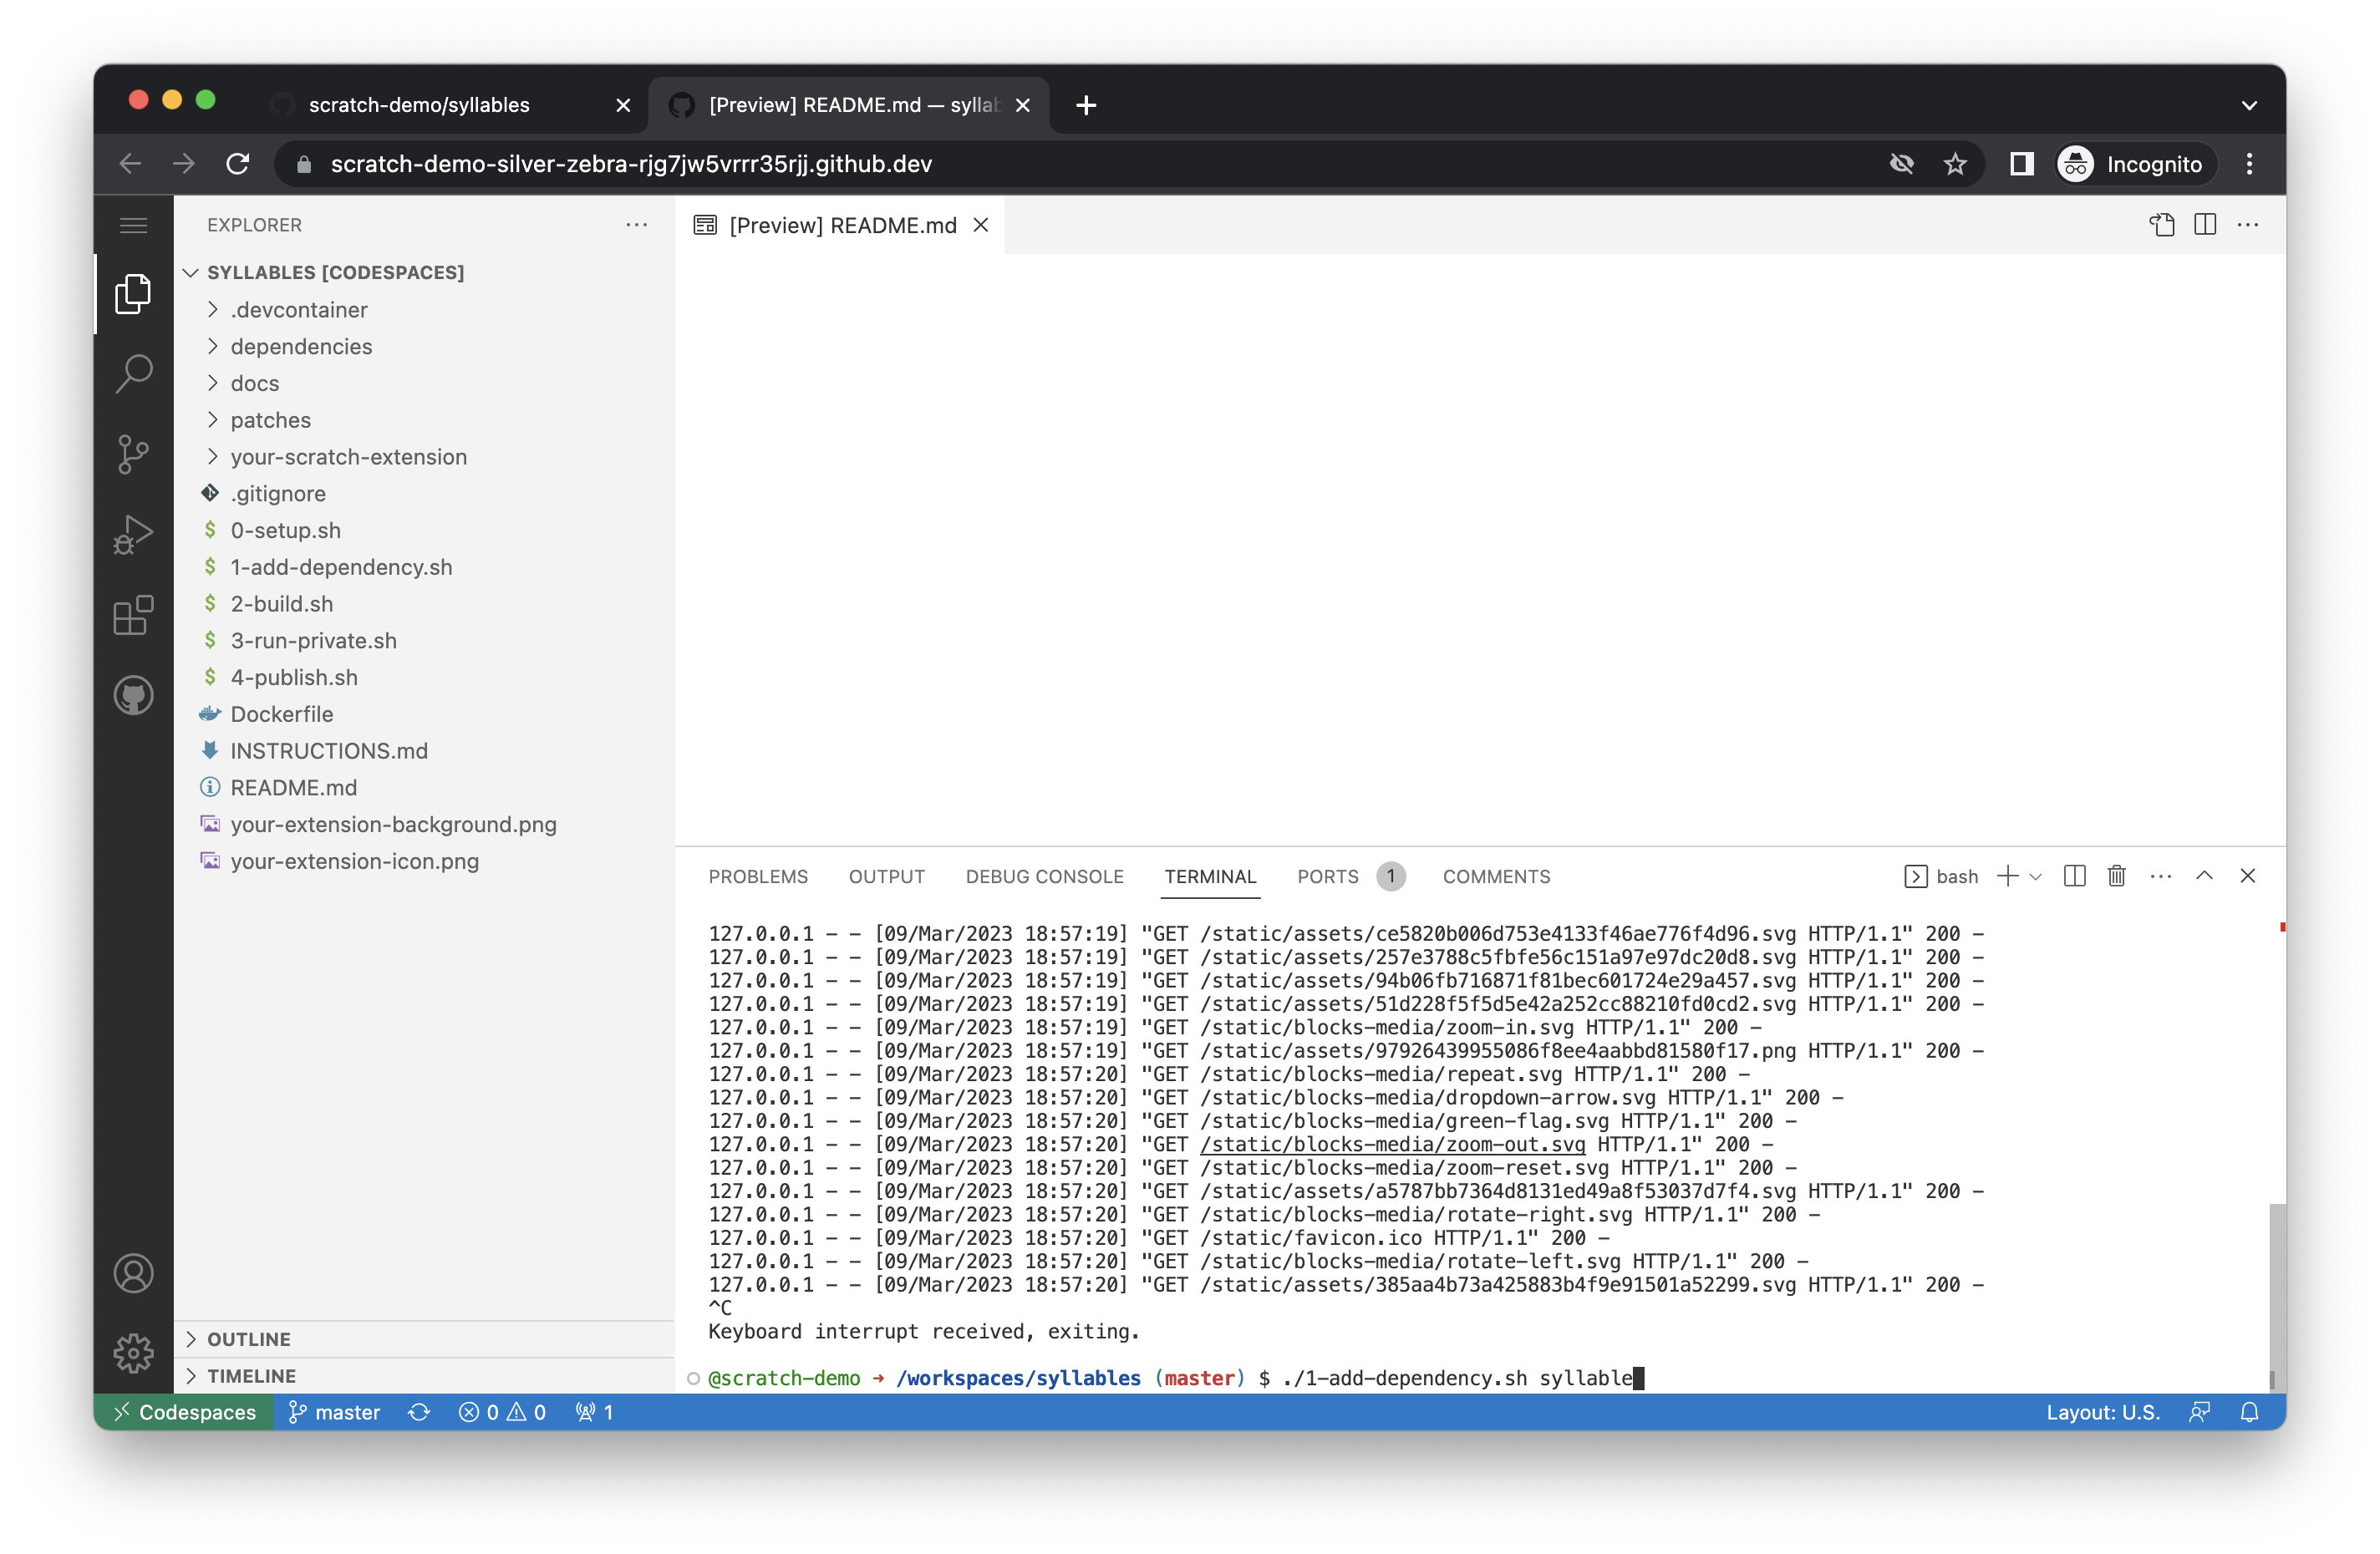 scratch-demo/syllables
[Preview] README.md — syllab
scratch-demo-silver-zebra-rjg7jw5vrrr35rjj.github.dev
Incognito
EXPLORER
SYLLABLES [CODESPACES]
.devcontainer
dependencies
docs
patches
your-scratch-extension
.gitignore
$ 0-setup.sh
$ 1-add-dependency.sh
$ 2-build.sh
$ 3-run-private.sh
$ 4-publish.sh
Dockerfile
INSTRUCTIONS.md
README.md
your-extension-background.png
your-extension-icon.png
OUTLINE
TIMELINE
[Preview] README.md
PROBLEMS OUTPUT DEBUG CONSOLE TERMINAL PORTS 1 COMMENTS
bash
127.0.0.1 - - [09/Mar/2023 18:57:19] "GET /static/assets/ce5820b006d753e4133f46ae776f4d96.svg HTTP/1.1" 200 -
127.0.0.1 - - [09/Mar/2023 18:57:19] "GET /static/assets/257e3788c5fbfe56c151a97e97dc20d8.svg HTTP/1.1" 200 -
127.0.0.1 - - [09/Mar/2023 18:57:19] "GET /static/assets/94b06fb716871f81bec601724e29a457.svg HTTP/1.1" 200 -
127.0.0.1 - - [09/Mar/2023 18:57:19] "GET /static/assets/51d228f5f5d5e42a252cc88210fd0cd2.svg HTTP/1.1" 200 -
127.0.0.1 - - [09/Mar/2023 18:57:19] "GET /static/blocks-media/zoom-in.svg HTTP/1.1" 200 -
127.0.0.1 - - [09/Mar/2023 18:57:19] "GET /static/assets/97926439955086f8ee4aabbd81580f17.png HTTP/1.1" 200 -
127.0.0.1 - - [09/Mar/2023 18:57:20] "GET /static/blocks-media/repeat.svg HTTP/1.1" 200 -
127.0.0.1 - - [09/Mar/2023 18:57:20] "GET /static/blocks-media/dropdown-arrow.svg HTTP/1.1" 200 -
127.0.0.1 - - [09/Mar/2023 18:57:20] "GET /static/blocks-media/green-flag.svg HTTP/1.1" 200 -
127.0.0.1 - - [09/Mar/2023 18:57:20] "GET /static/blocks-media/zoom-out.svg HTTP/1.1" 200 -
127.0.0.1 - - [09/Mar/2023 18:57:20] "GET /static/blocks-media/zoom-reset.svg HTTP/1.1" 200 -
127.0.0.1 - - [09/Mar/2023 18:57:20] "GET /static/assets/a5787bb7364d8131ed49a8f53037d7f4.svg HTTP/1.1" 200 -
127.0.0.1 - - [09/Mar/2023 18:57:20] "GET /static/blocks-media/rotate-right.svg HTTP/1.1" 200 -
127.0.0.1 - - [09/Mar/2023 18:57:20] "GET /static/favicon.ico HTTP/1.1" 200 -
127.0.0.1 - - [09/Mar/2023 18:57:20] "GET /static/blocks-media/rotate-left.svg HTTP/1.1" 200 -
127.0.0.1 - - [09/Mar/2023 18:57:20] "GET /static/assets/385aa4b73a425883b4f9e91501a52299.svg HTTP/1.1" 200 -
^C
Keyboard interrupt received, exiting.
@scratch-demo ➜ /workspaces/syllables (master) $ ./1-add-dependency.sh syllable
Codespaces master 0 0 1 Layout: U.S.